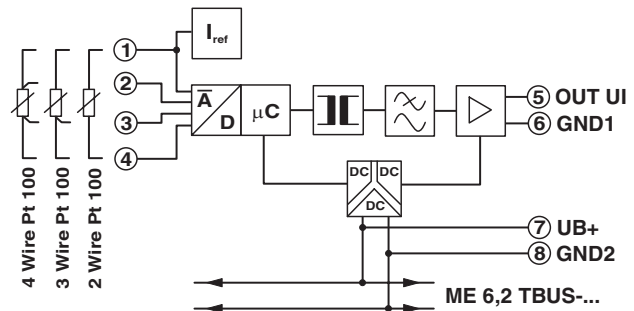 1
I ref
2
A
D
µC
3
4
5 OUT UI
6 GND1
DC DC
DC
7 UB+
8 GND2
ME 6,2 TBUS-...
4 Wire Pt 100
3 Wire Pt 100
2 Wire Pt 100